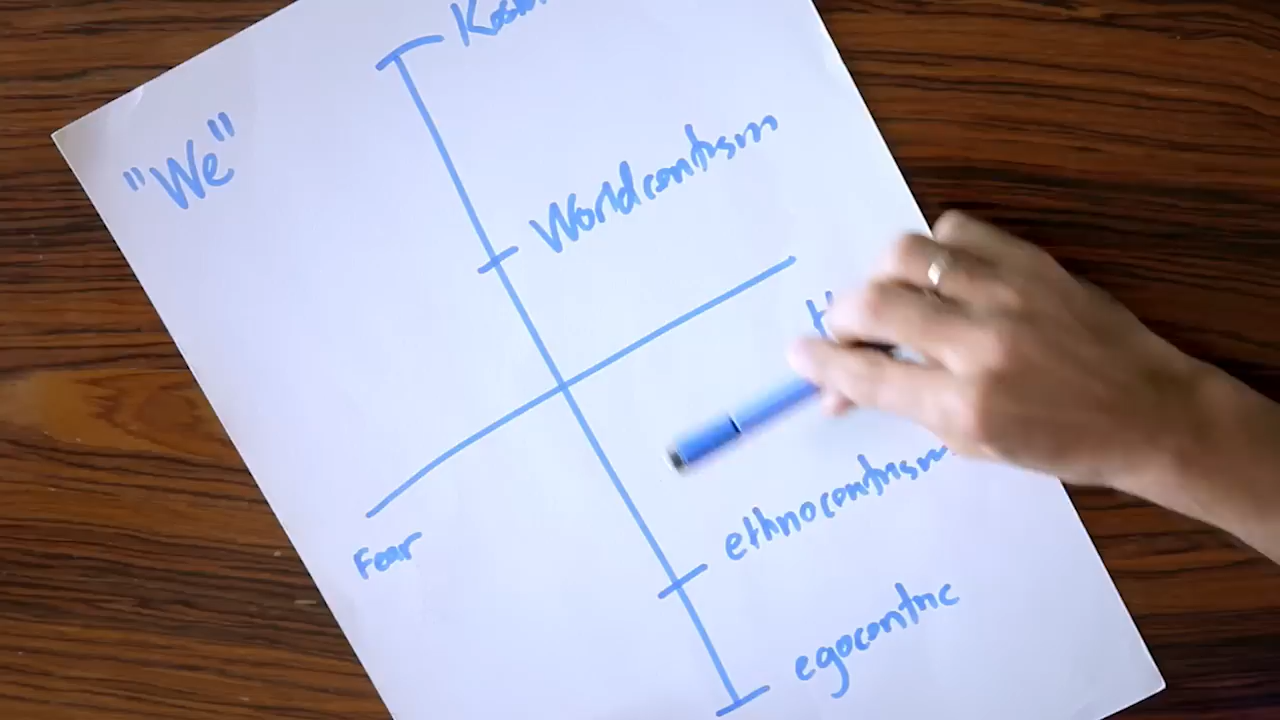 "We"
Worldcentrism
Fear
ethnocentrism
egocentric